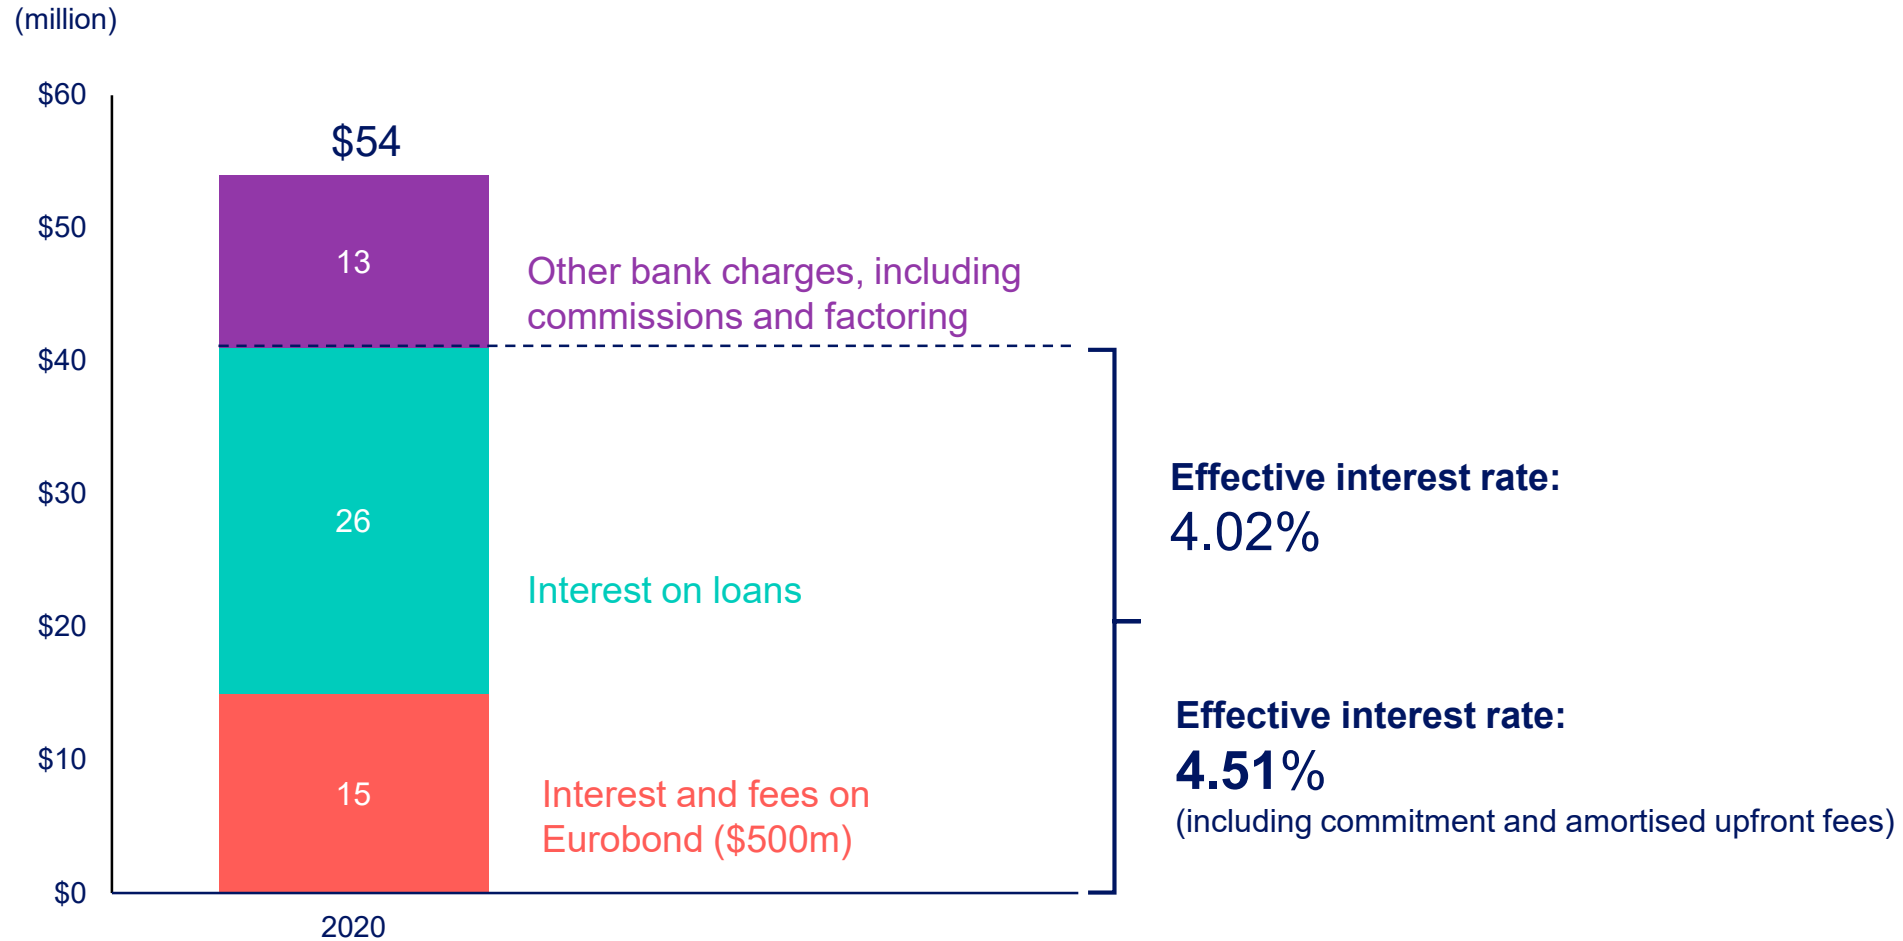 (million)
$60
$54
$50
13
Other bank charges, including
commissions and factoring
$40
Effective interest rate:
4.02%
$30
26
Interest on loans
$20
Effective interest rate:
4.51%
(including commitment and amortised upfront fees)
$10
15
Interest and fees on
Eurobond ($500m)
$0
2020